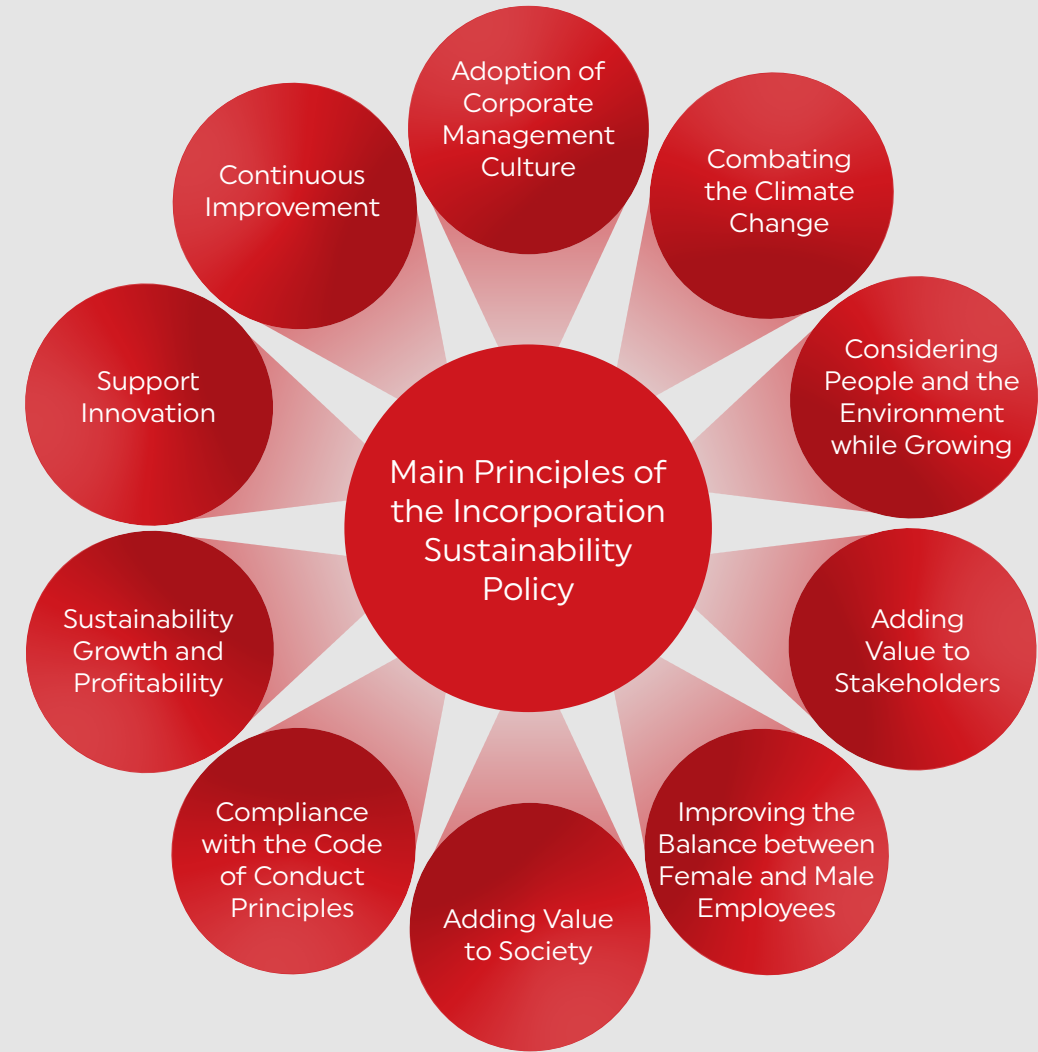 Adoption of
Corporate
Management
Culture
Combating
the Climate
Change
Considering
People and the
Environment
while Growing
Adding
Value to
Stakeholders
Improving the
Balance between
Female and Male
Employees
Adding Value
to Society
Compliance
with the Code
of Conduct
Principles
Sustainability
Growth and
Profitability
Support
Innovation
Continuous
Improvement
Main Principles of
the Incorporation
Sustainability
Policy